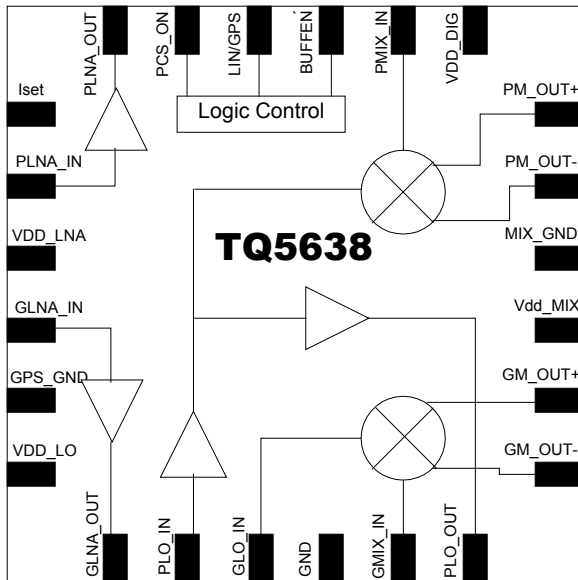 PLNA_OUT
PCS_ON
LIN/GPS
BUFFEN
PMIX_IN
VDD_DIG
Iset
Logic Control
PM_OUT+
PLNA_IN
PM_OUT-
VDD_LNA
TQ5638
MIX_GND
GLNA_IN
Vdd_MIX
GPS_GND
GM_OUT+
VDD_LO
GM_OUT-
GLNA_OUT
PLO_IN
GLO_IN
GND
GMIX_IN
PLO_OUT